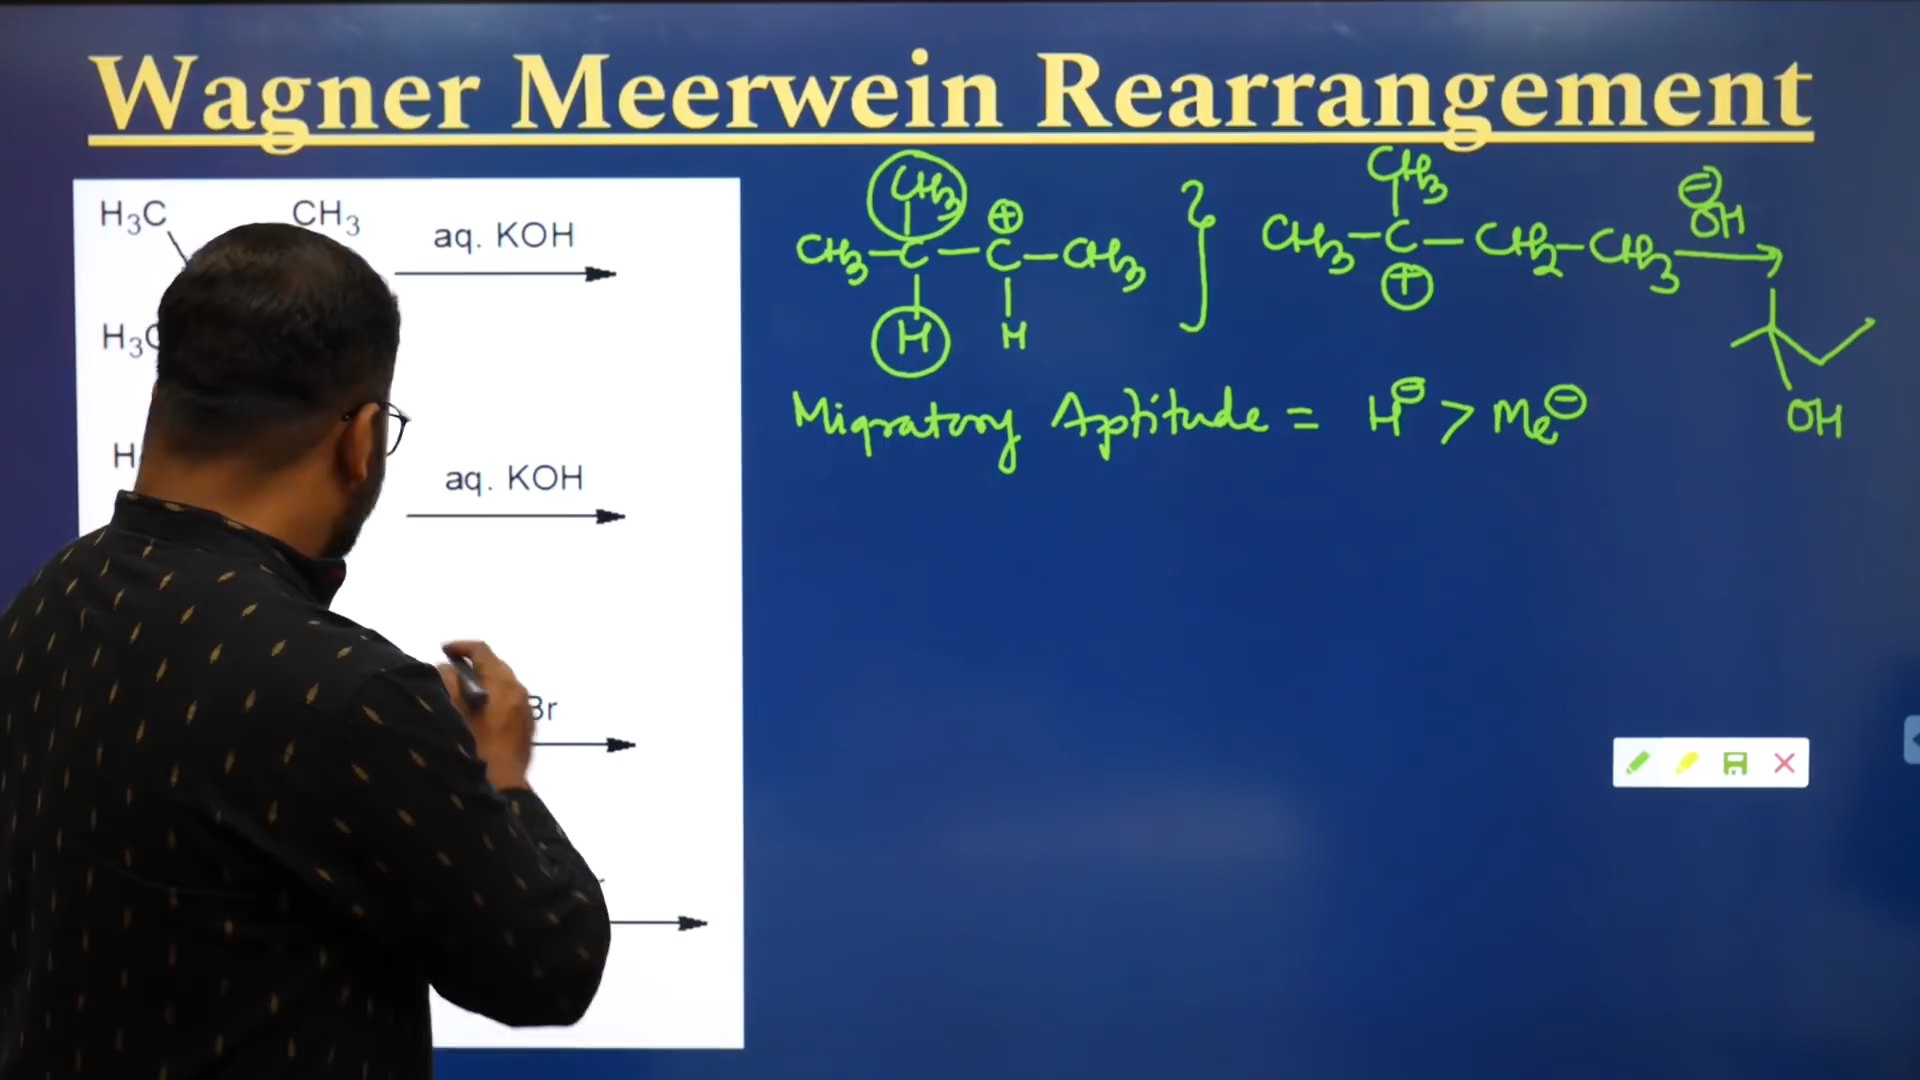 Wagner Meerwein Rearrangement
H₃C CH₃ aq. KOH
H₃C
aq. KOH
Br
CH₃ CH₃
CH₃-C-C⊕-CH₃ } CH₃-C⊕-CH₂-CH₃ ⊖OH
H H
OH
Migratory Aptitude = H⊖ > Me⊖